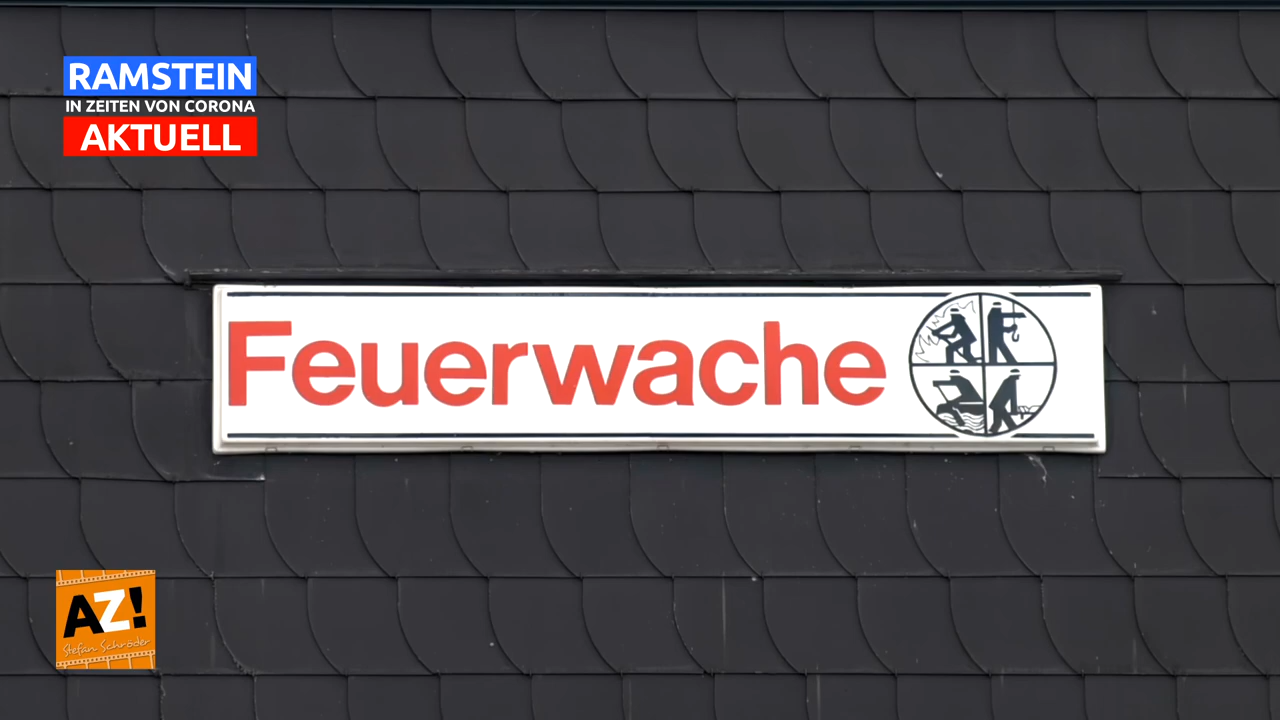 RAMSTEIN
IN ZEITEN VON CORONA
AKTUELL
Feuerwache
AZ!
Stefan Schröder